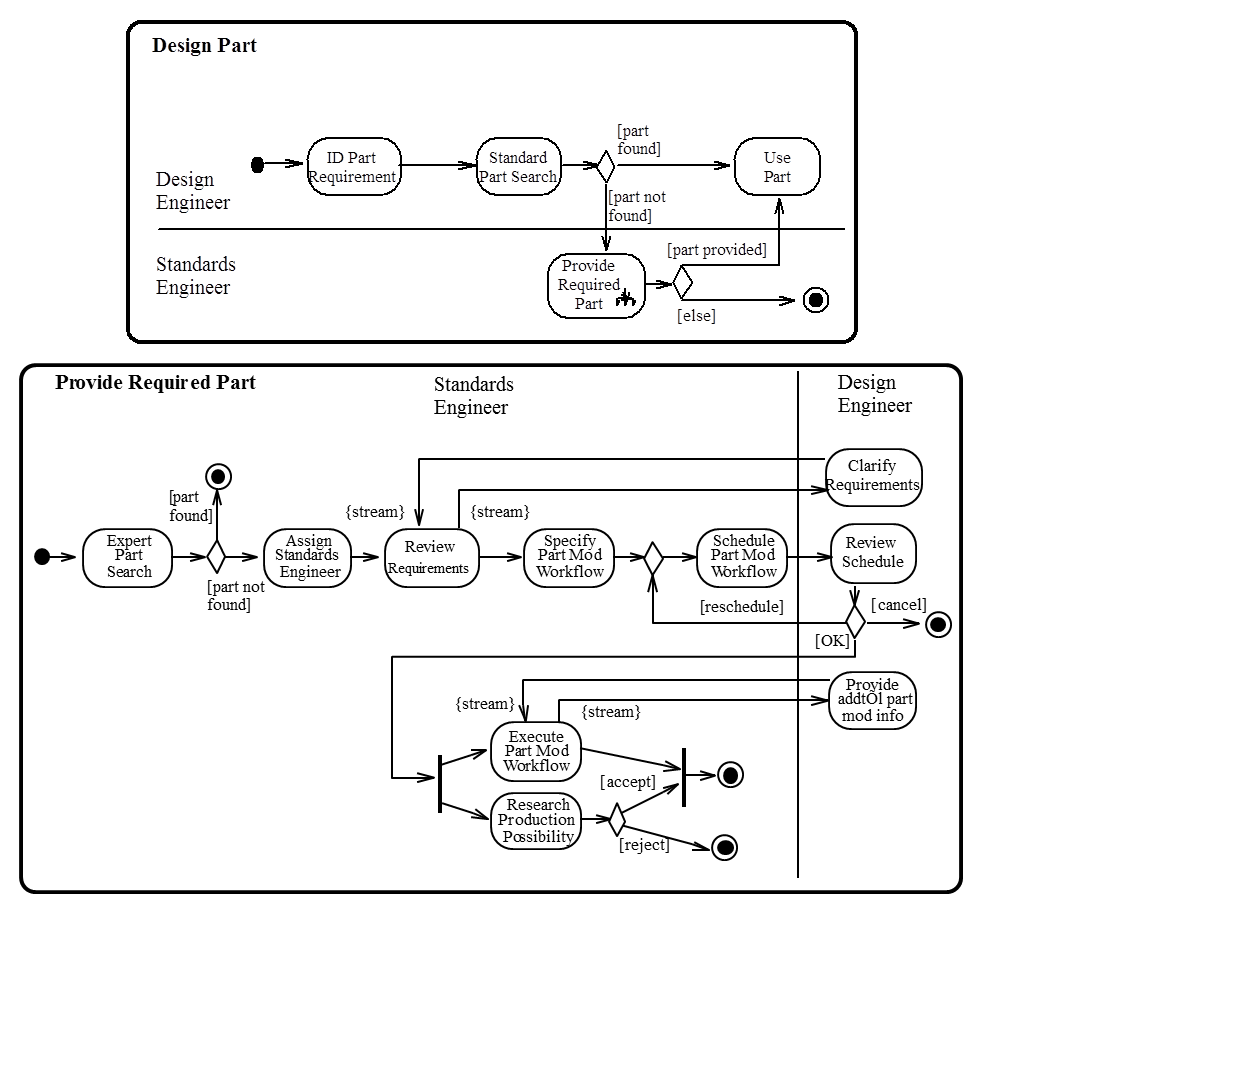 Design Part
[part
found]
ID Part
Requirement
Standard
Part Search
Use
Part
Design
Engineer
[part not
found]
Standards
Engineer
[part provided]
Provide
Required
Part
[else]
Provide Required Part
Standards
Engineer
Design
Engineer
Clarify
Requirements
[part
found]
{stream}
{stream}
Expert
Part
Search
Assign
Standards
Engineer
Review
Requirements
Specify
Part Mod
Workflow
Schedule
Part Mod
Workflow
Review
Schedule
[part not
found]
[reschedule]
[cancel]
[OK]
{stream}
{stream}
Provide
addtÕl part
mod info
Execute
Part Mod
Workflow
[accept]
Research
Production
Possibility
[reject]